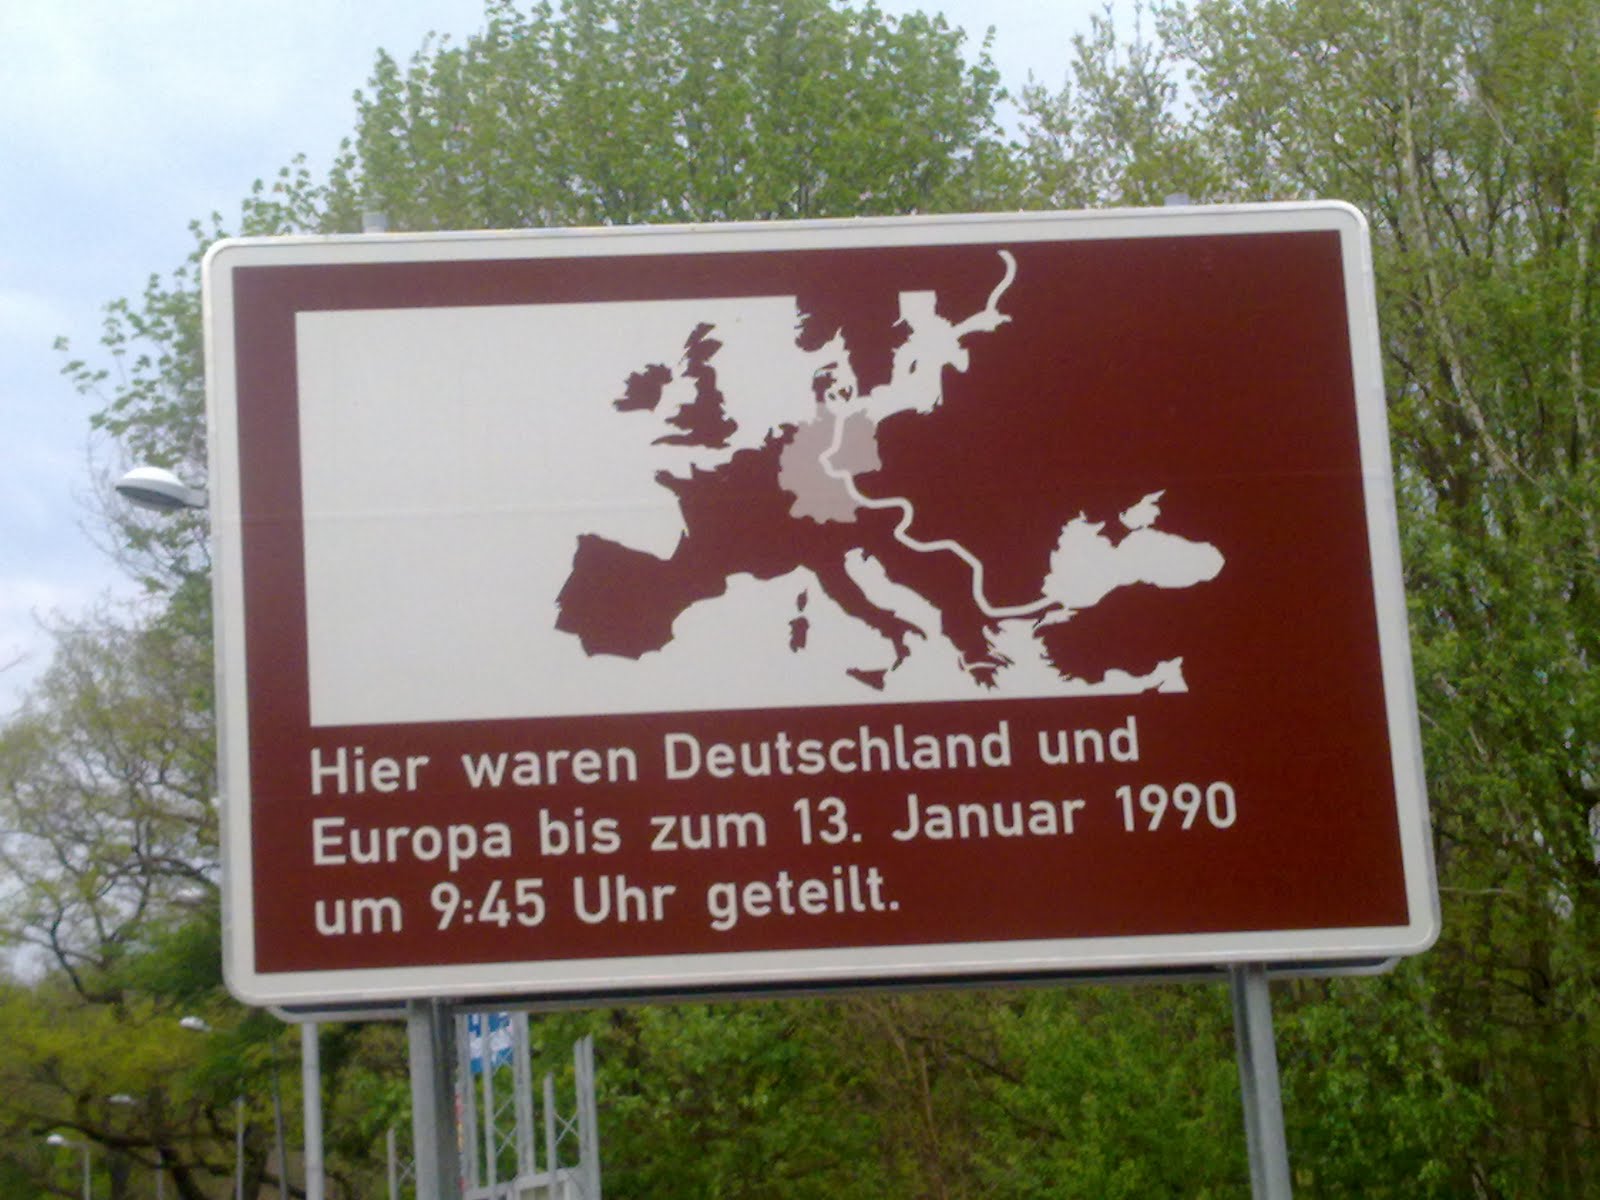 Hier waren Deutschland und
Europa bis zum 13. Januar 1990
um 9:45 Uhr geteilt.